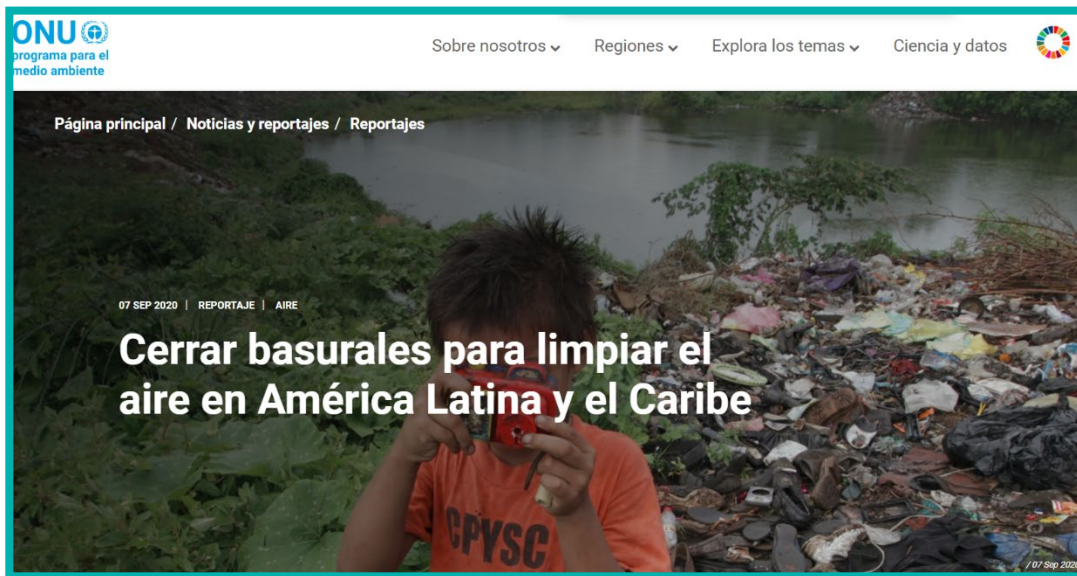 ONU
programa para el
medio ambiente
Sobre nosotros
Regiones
Explora los temas
Ciencia y datos
Página principal / Noticias y reportajes / Reportajes
07 SEP 2020 | REPORTAJE | AIRE
Cerrar basurales para limpiar el
aire en América Latina y el Caribe
CPYSC
/ 07 Sep 2020